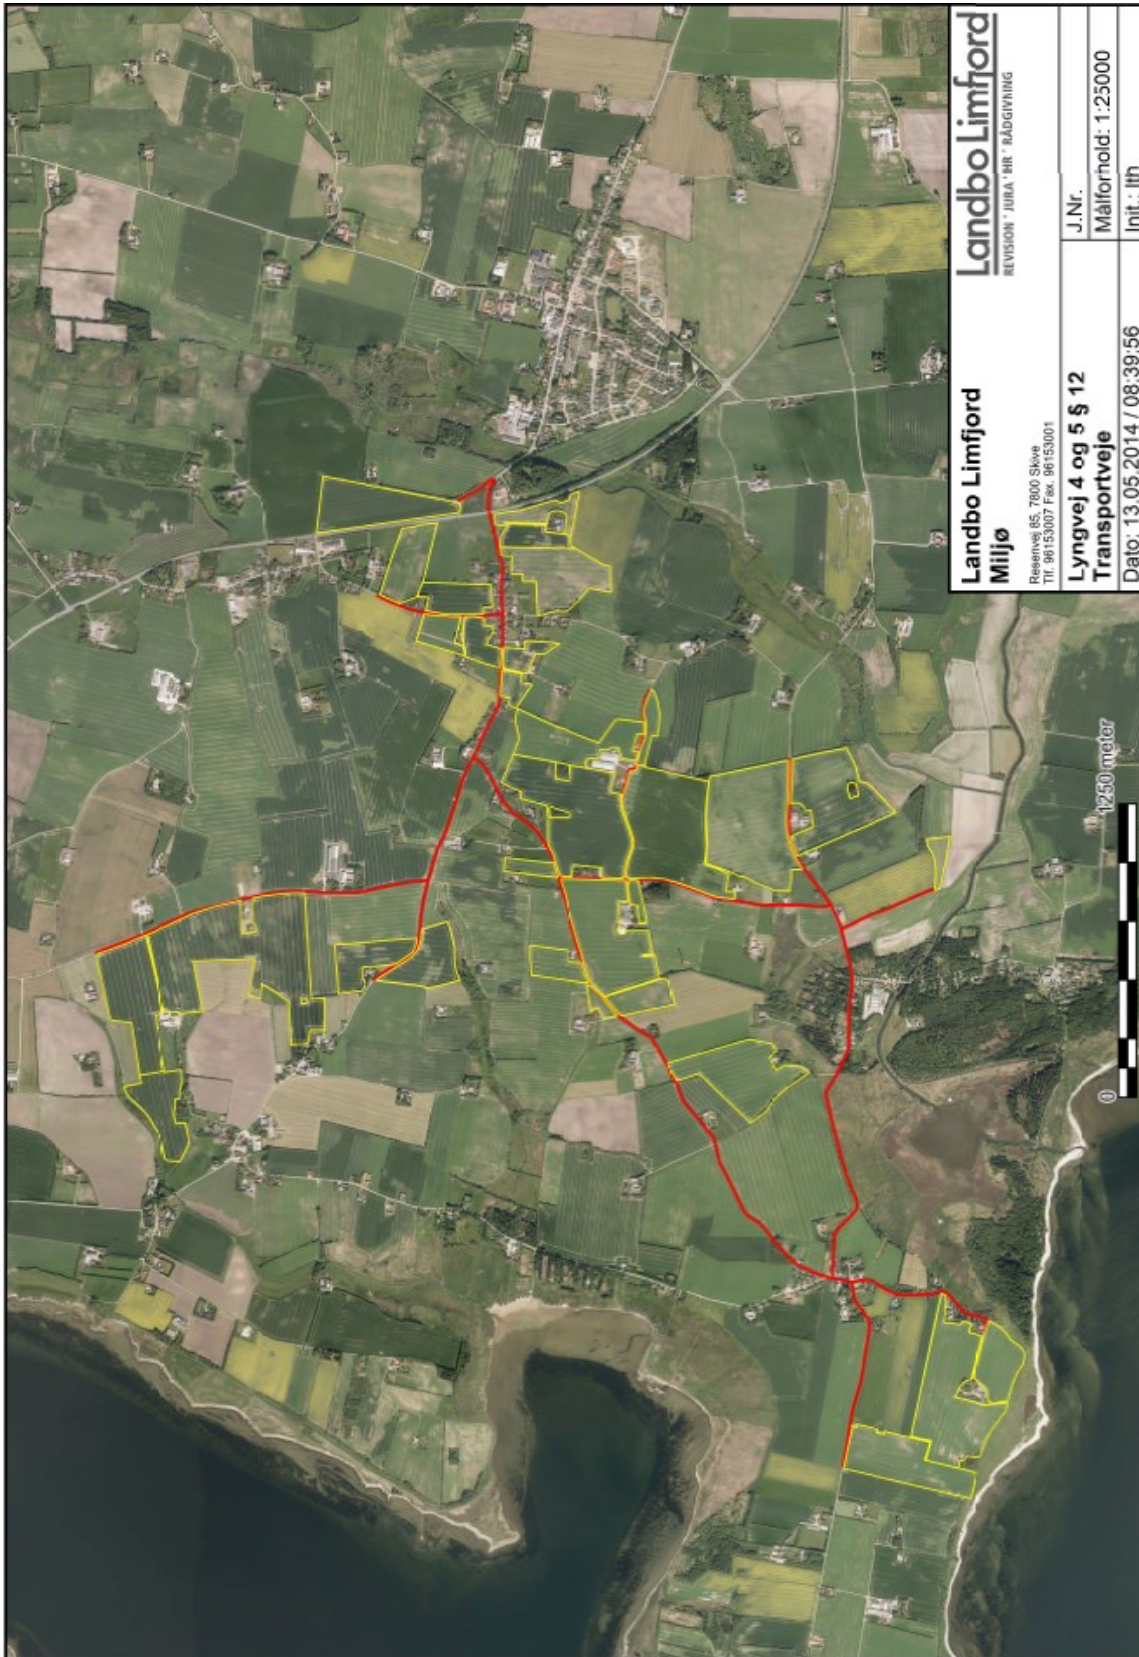 Landbo Limfjord
Miljø
Landbo Limfjord
REVISION * JURA * HR * RÅDGIVNING
Resenvej 85, 7800 Skive
Tlf. 96153007 Fax. 96153001
Lyngvej 4 og 5 § 12
Transportveje
J.Nr.
Målforhold: 1:25000
Dato: 13.05.2014 / 08:39:56
Init.: lth
0
1250 meter